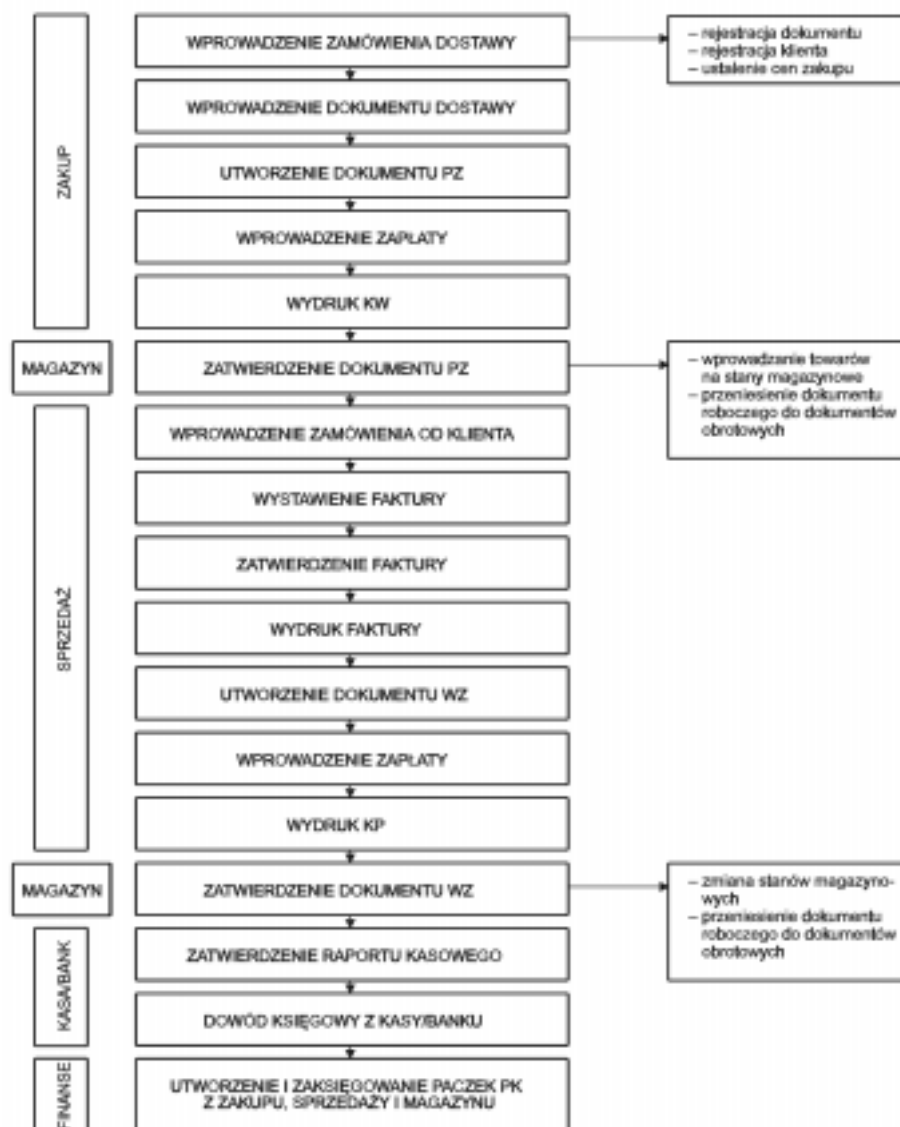 ZAKUP
WPROWADZENIE ZAMÓWIENIA DOSTAWY
– rejestracja dokumentu
– rejestracja klienta
– ustalenie cen zakupu
WPROWADZENIE DOKUMENTU DOSTAWY
UTWORZENIE DOKUMENTU PZ
WPROWADZENIE ZAPŁATY
WYDRUK KW
MAGAZYN
ZATWIERDZENIE DOKUMENTU PZ
– wprowadzanie towarów
na stany magazynowe
– przeniesienie dokumentu
roboczego do dokumentów
obrotowych
SPRZEDAŻ
WPROWADZENIE ZAMÓWIENIA OD KLIENTA
WYSTAWIENIE FAKTURY
ZATWIERDZENIE FAKTURY
WYDRUK FAKTURY
UTWORZENIE DOKUMENTU WZ
WPROWADZENIE ZAPŁATY
WYDRUK KP
MAGAZYN
ZATWIERDZENIE DOKUMENTU WZ
– zmiana stanów magazyno-
wych
– przeniesienie dokumentu
roboczego do dokumentów
obrotowych
KASA/BANK
ZATWIERDZENIE RAPORTU KASOWEGO
DOWÓD KSIĘGOWY Z KASY/BANKU
FINANSE
UTWORZENIE I ZAKSIĘGOWANIE PACZEK PK
Z ZAKUPU, SPRZEDAŻY I MAGAZYNU